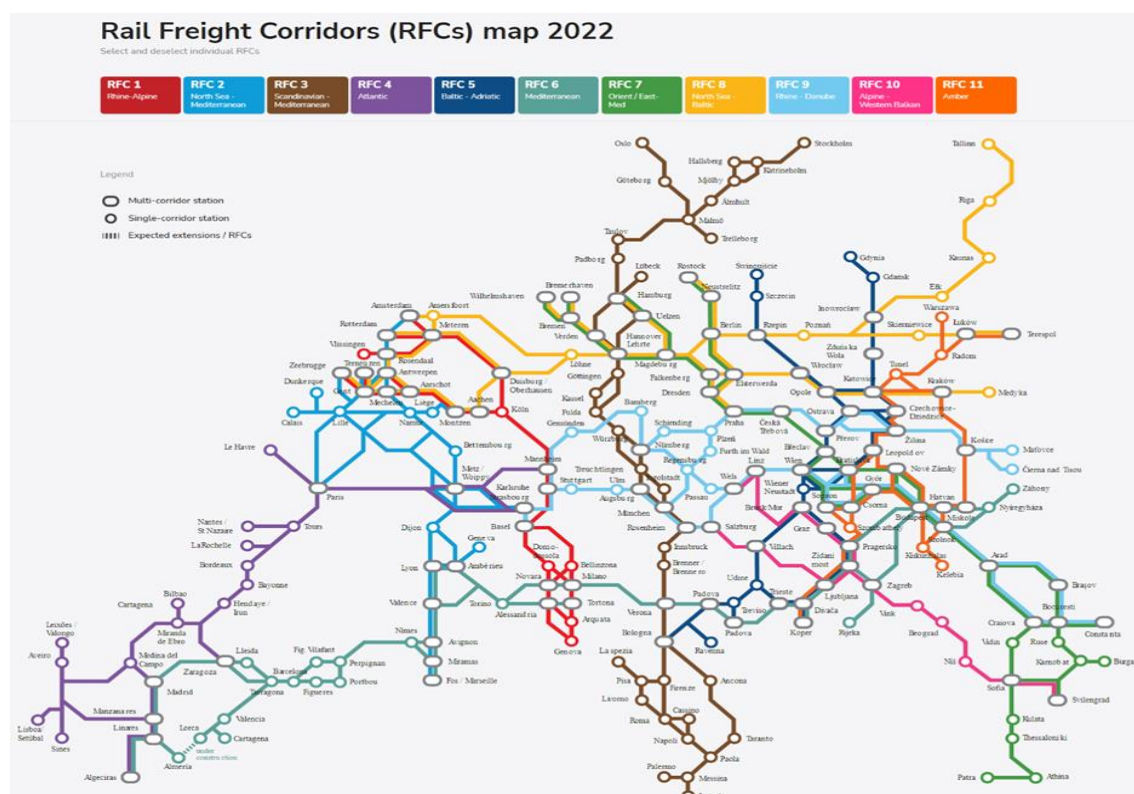 Rail Freight Corridors (RFCs) map 2022
Select and deselect individual RFCs
RFC 1
Rhine-Alpine
RFC 2
North Sea -
Mediterranean
RFC 3
Scandinavian -
Mediterranean
RFC 4
Atlantic
RFC 5
Baltic - Adriatic
RFC 6
Mediterranean
RFC 7
Orient / East-
Med
RFC 8
North Sea -
Baltic
RFC 9
Rhine - Danube
RFC 10
Alpine -
Western Balkan
RFC 11
Amber
Legend
Multi-corridor station
Single-corridor station
Expected extensions / RFCs
Oslo
Stockholm
Hallsberg
Katrineholm
Tallinn
Göteborg
Mjölby
Älmhult
Riga
Malmö
Taulov
Trelleborg
Padborg
Lübeck
Rostock
Gdynia
Kaunas
Świnoujście
Gdańsk
Bremerhaven
Wilhelmshaven
Hamburg
Neustrelitz
Szczecin
Ełk
Amsterdam
Amersfoort
Inowrocław
Warszawa
Rotterdam
Meteren
Bremen
Verden
Uelzen
Berlin
Rzepin
Poznań
Skierniewice
Łuków
Terespol
Vlissingen
Roosendaal
Hannover
Lehrte
Zduńska
Wola
Radom
Zeebrugge
Terneuzen
Antwerpen
Löhne
Magdeburg
Wrocław
Tunel
Dunkerque
Gent
Aarschot
Duisburg /
Oberhausen
Göttingen
Falkenberg
Elsterwerda
Katowice
Kraków
Mechelen
Liège
Aachen
Kassel
Dresden
Opole
Medyka
Calais
Lille
Namur
Montzen
Köln
Fulda
Bamberg
Praha
Česká
Třebová
Ostrava
Czechowice-
Dziedzice
Gemünden
Schirnding
Přerov
Žilina
Le Havre
Bettembourg
Würzburg
Nürnberg
Plzeň
Břeclav
Leopoldov
Košice
Maťovce
Metz /
Woippy
Mannheim
Treuchtlingen
Regensburg
Furth im Wald
Linz
Wien
Bratislava
Nové Zámky
Čierna nad Tisou
Paris
Karlsruhe
Strasbourg
Stuttgart
Ulm
Ingolstadt
Passau
Wels
Wiener
Neustadt
Sopron
Győr
Záhony
Augsburg
München
Csorna
Hatvan
Nyíregyháza
Nantes /
St Nazaire
Tours
Dijon
Basel
Rosenheim
Salzburg
Bruck/Mur
Graz
Szombathely
Budapest
Miskolc
La Rochelle
Geneva
Domo-
dossola
Innsbruck
Villach
Zidani
most
Pragersko
Szolnok
Kiskunhalas
Arad
Bordeaux
Lyon
Ambérieu
Bellinzona
Brenner /
Brennero
Kelebia
Bayonne
Novara
Milano
Udine
Trieste
Ljubljana
Zagreb
Brașov
Bilbao
Cartagena
Hendaye /
Irun
Valence
Torino
Alessandria
Tortona
Verona
Padova
Treviso
Divača
Vink
București
Leixões /
Valongo
Miranda
de Ebro
Nîmes
Arquata
Padova
Koper
Rijeka
Beograd
Craiova
Constanta
Aveiro
Medina del
Campo
Lleida
Fig. Vilafant
Avignon
Genova
Bologna
Ravenna
Vidin
Ruse
Zaragoza
Barcelona
Perpignan
Miramas
La spezia
Niš
Karnobat
Burgas
Madrid
Tarragona
Figueres
Portbou
Fos / Marseille
Pisa
Firenze
Ancona
Sofia
Svilengrad
Manzanares
Valencia
Livorno
Cassino
Lisboa/
Setúbal
Linares
Lorca
Cartagena
Roma
Kulata
Sines
under
construction
Napoli
Taranto
Thessaloniki
Almería
Paola
Algeciras
Palermo
Messina
Patra
Athina